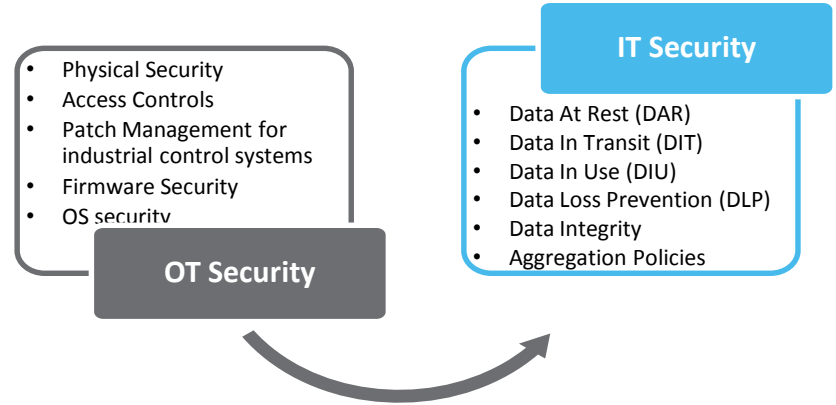 • Physical Security
• Access Controls
• Patch Management for
industrial control systems
• Firmware Security
• OS security
OT Security
IT Security
• Data At Rest (DAR)
• Data In Transit (DIT)
• Data In Use (DIU)
• Data Loss Prevention (DLP)
• Data Integrity
• Aggregation Policies